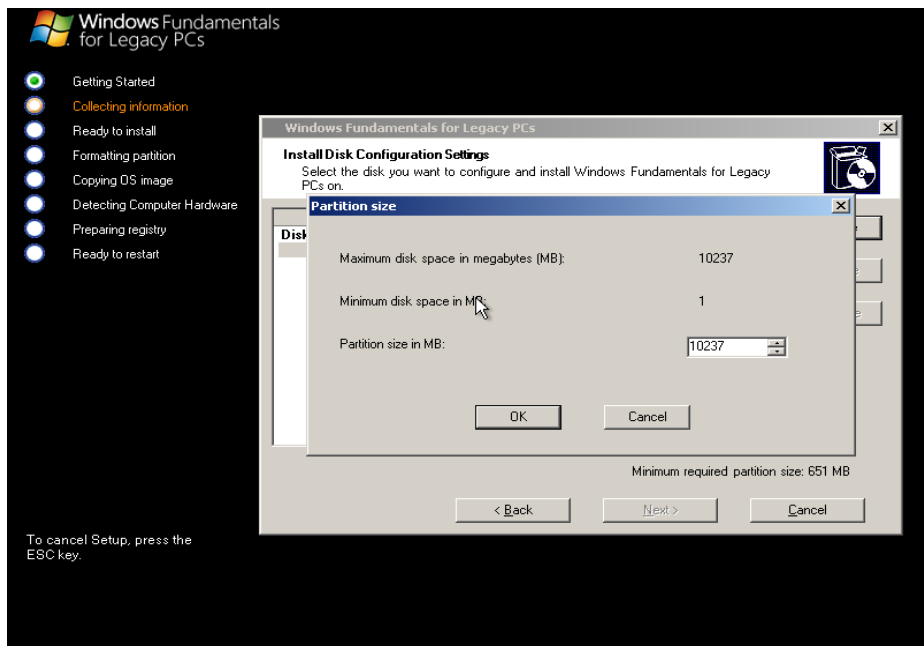 Windows Fundamentals
for Legacy PCs
Getting Started
Collecting information
Ready to install
Formatting partition
Copying OS image
Detecting Computer Hardware
Preparing registry
Ready to restart
To cancel Setup, press the
ESC key.
Windows Fundamentals for Legacy PCs
Install Disk Configuration Settings
Select the disk you want to configure and install Windows Fundamentals for Legacy
PCs on.
Partition size
Maximum disk space in megabytes (MB): 10237
Minimum disk space in MB: 1
Partition size in MB: 10237
OK Cancel
Minimum required partition size: 651 MB
< Back Next > Cancel